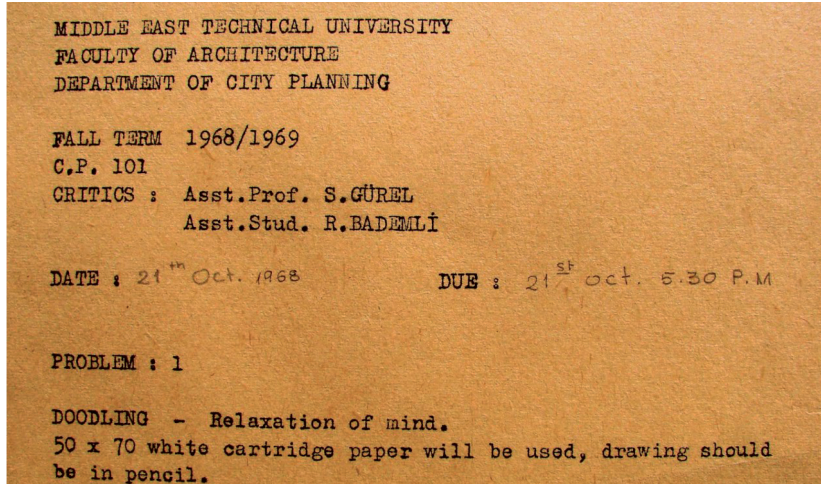 MIDDLE EAST TECHNICAL UNIVERSITY
FACULTY OF ARCHITECTURE
DEPARTMENT OF CITY PLANNING
FALL TERM 1968/1969
C.P. 101
CRITICS : Asst.Prof. S.GÜREL
Asst.Stud. R.BADEMLİ
DATE : 21th Oct. 1968 DUE : 21st oct. 5.30 P.M
PROBLEM : 1
DOODLING - Relaxation of mind.
50 x 70 white cartridge paper will be used, drawing should
be in pencil.